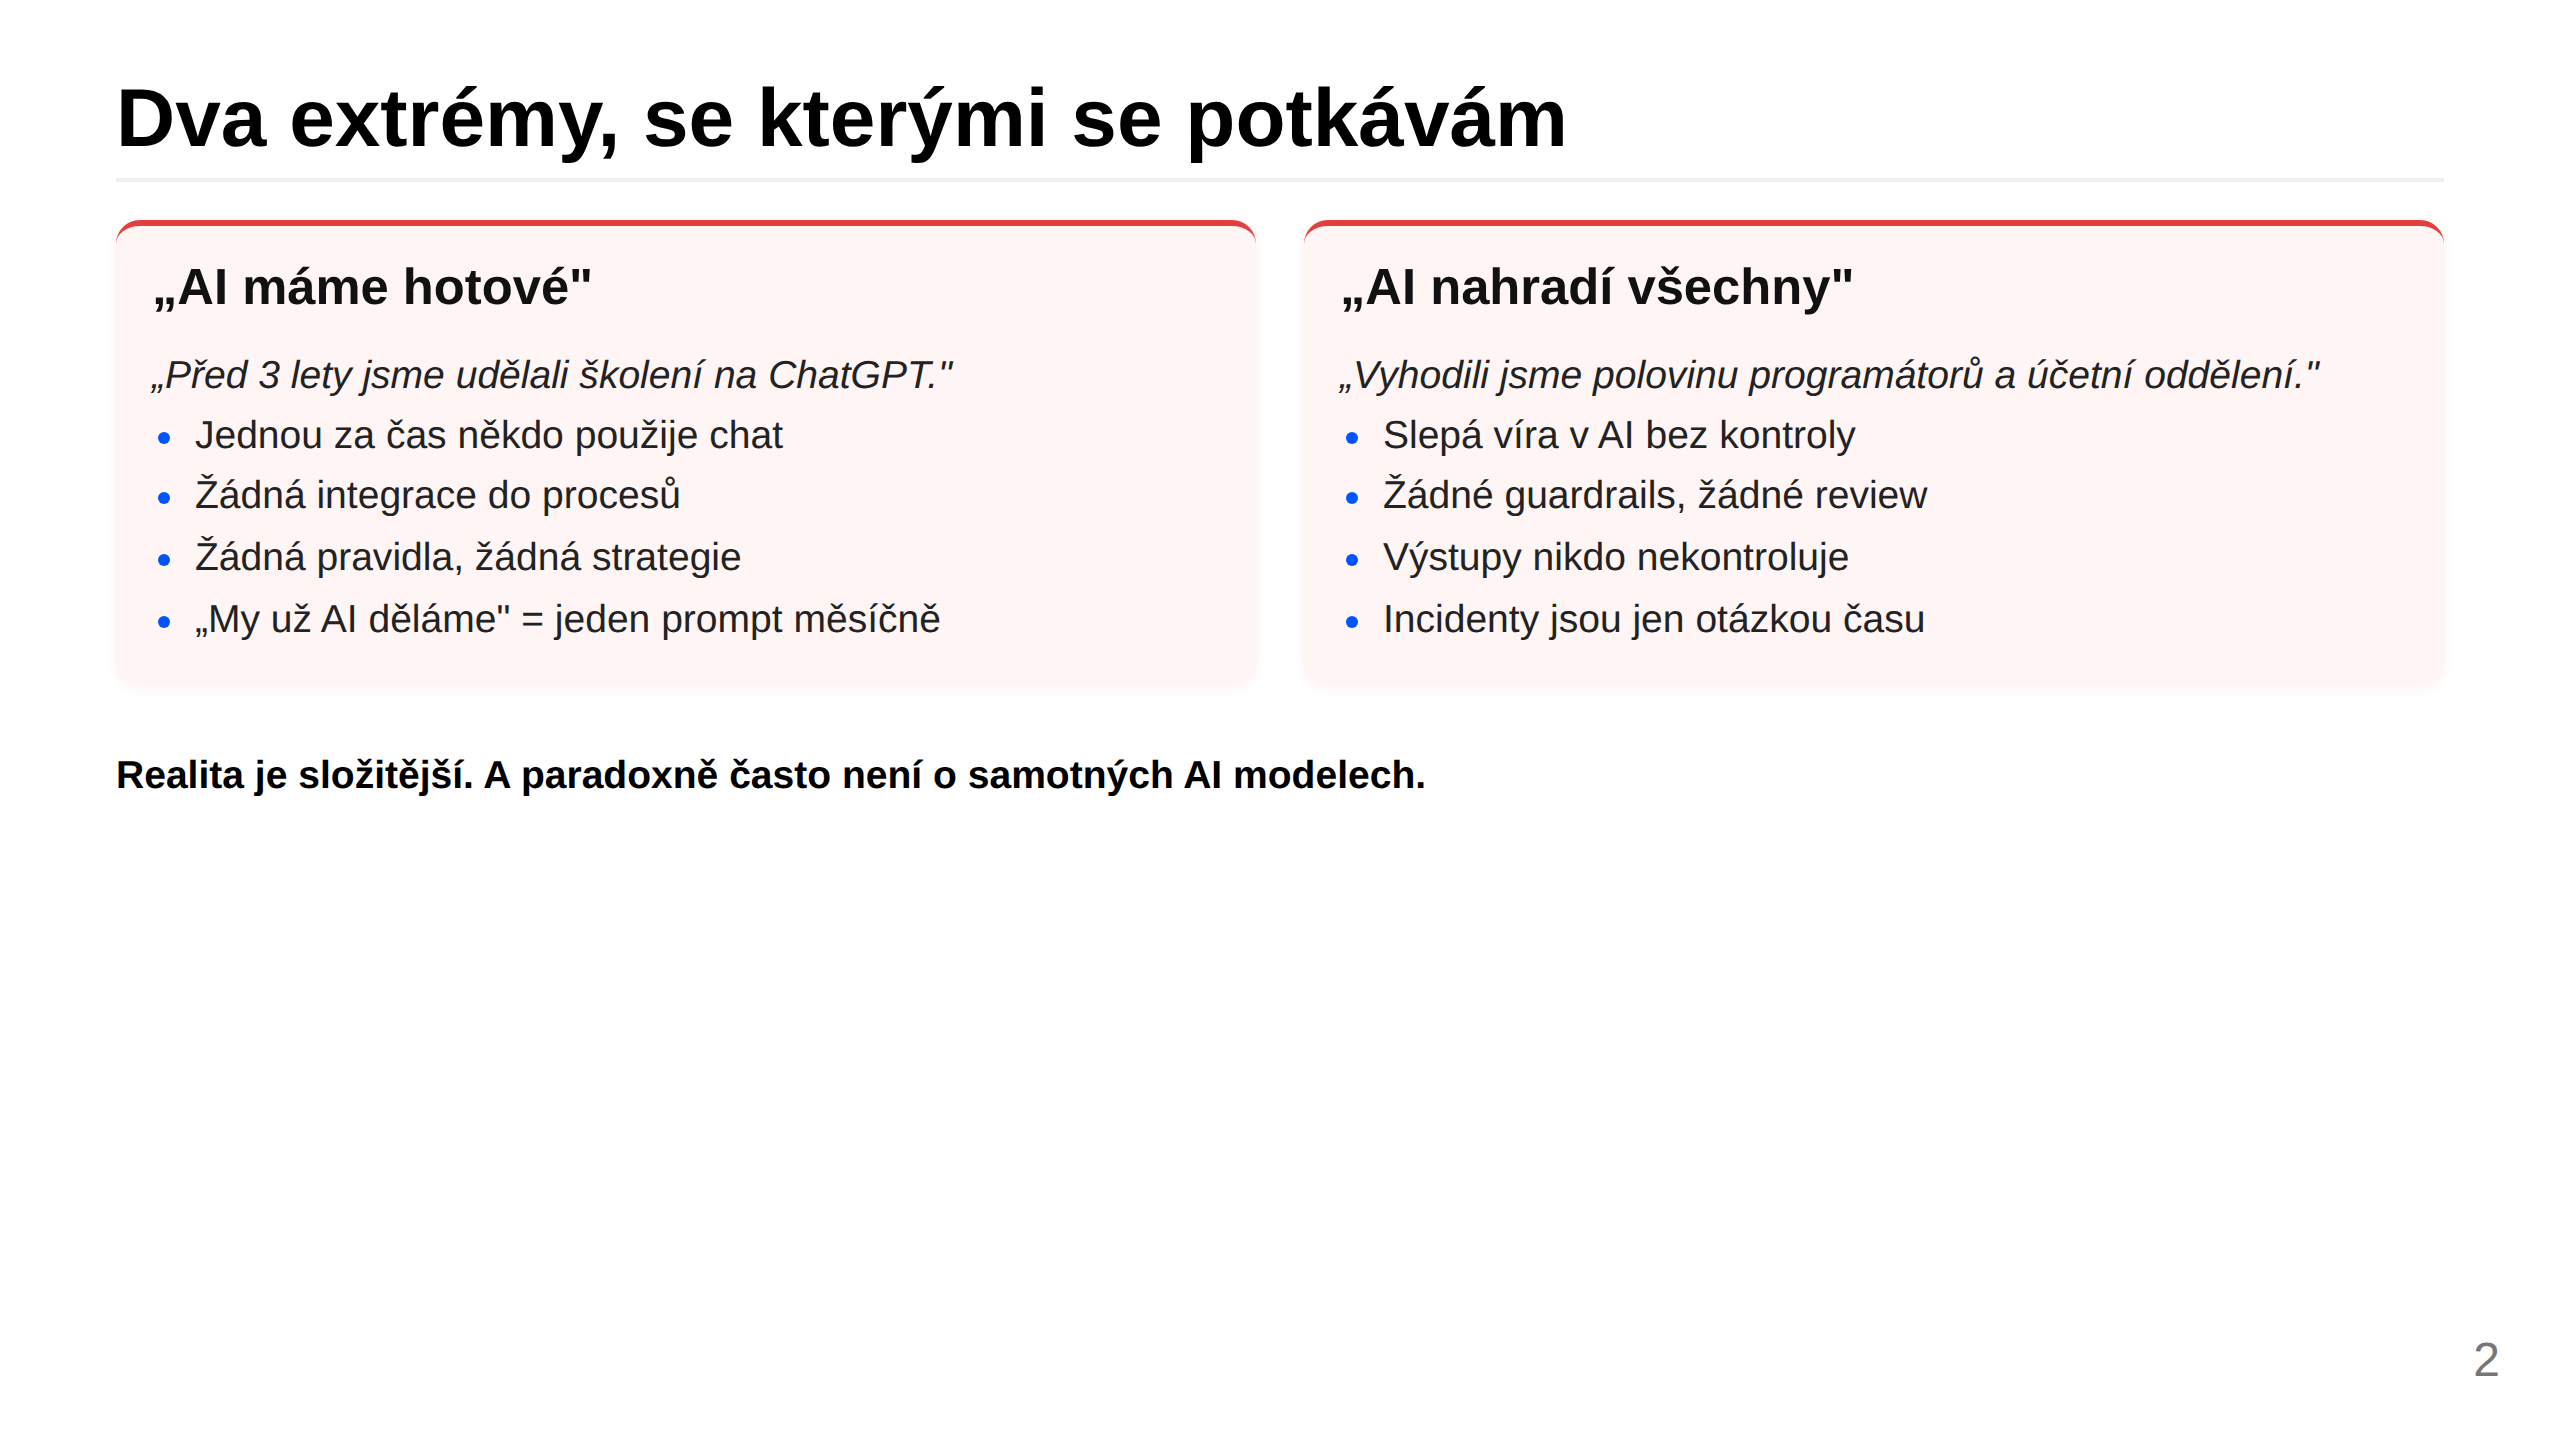 Dva extrémy, se kterými se potkávám
„AI máme hotové"
„Před 3 lety jsme udělali školení na ChatGPT."
Jednou za čas někdo použije chat
Žádná integrace do procesů
Žádná pravidla, žádná strategie
„My už AI děláme" = jeden prompt měsíčně
„AI nahradí všechny"
„Vyhodili jsme polovinu programátorů a účetní oddělení."
Slepá víra v AI bez kontroly
Žádné guardrails, žádné review
Výstupy nikdo nekontroluje
Incidenty jsou jen otázkou času
Realita je složitější. A paradoxně často není o samotných AI modelech.
2